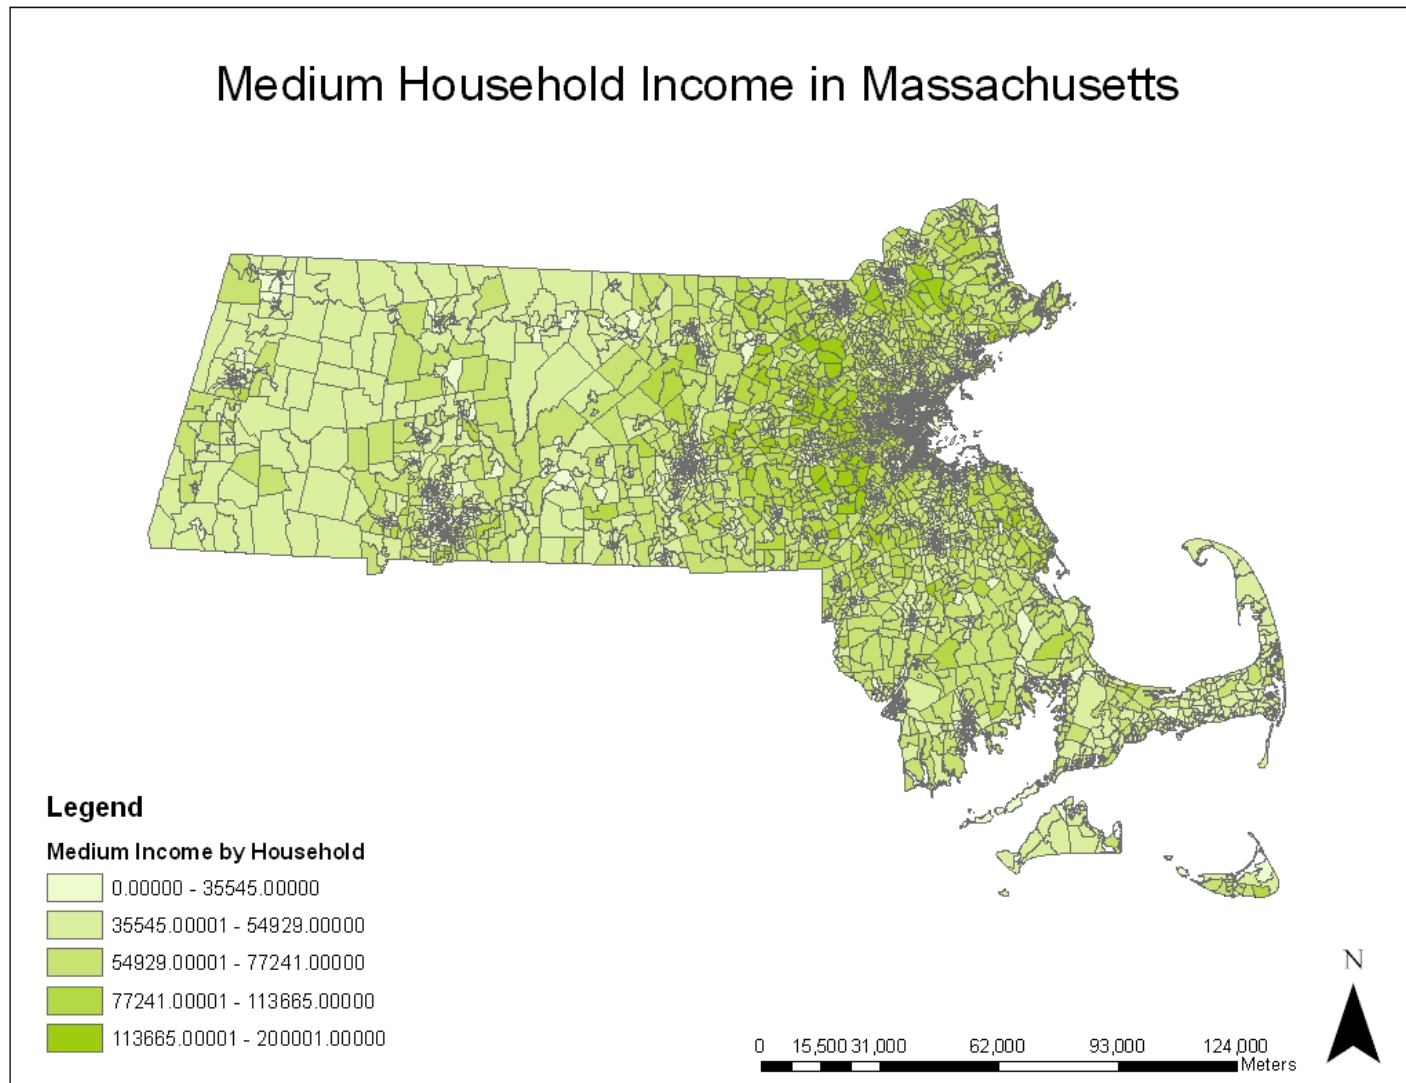 Medium Household Income in Massachusetts
Legend
Medium Income by Household
0.00000 - 35545.00000
35545.00001 - 54929.00000
54929.00001 - 77241.00000
77241.00001 - 113665.00000
113665.00001 - 200001.00000
N
0 15,500 31,000 62,000 93,000 124,000
Meters